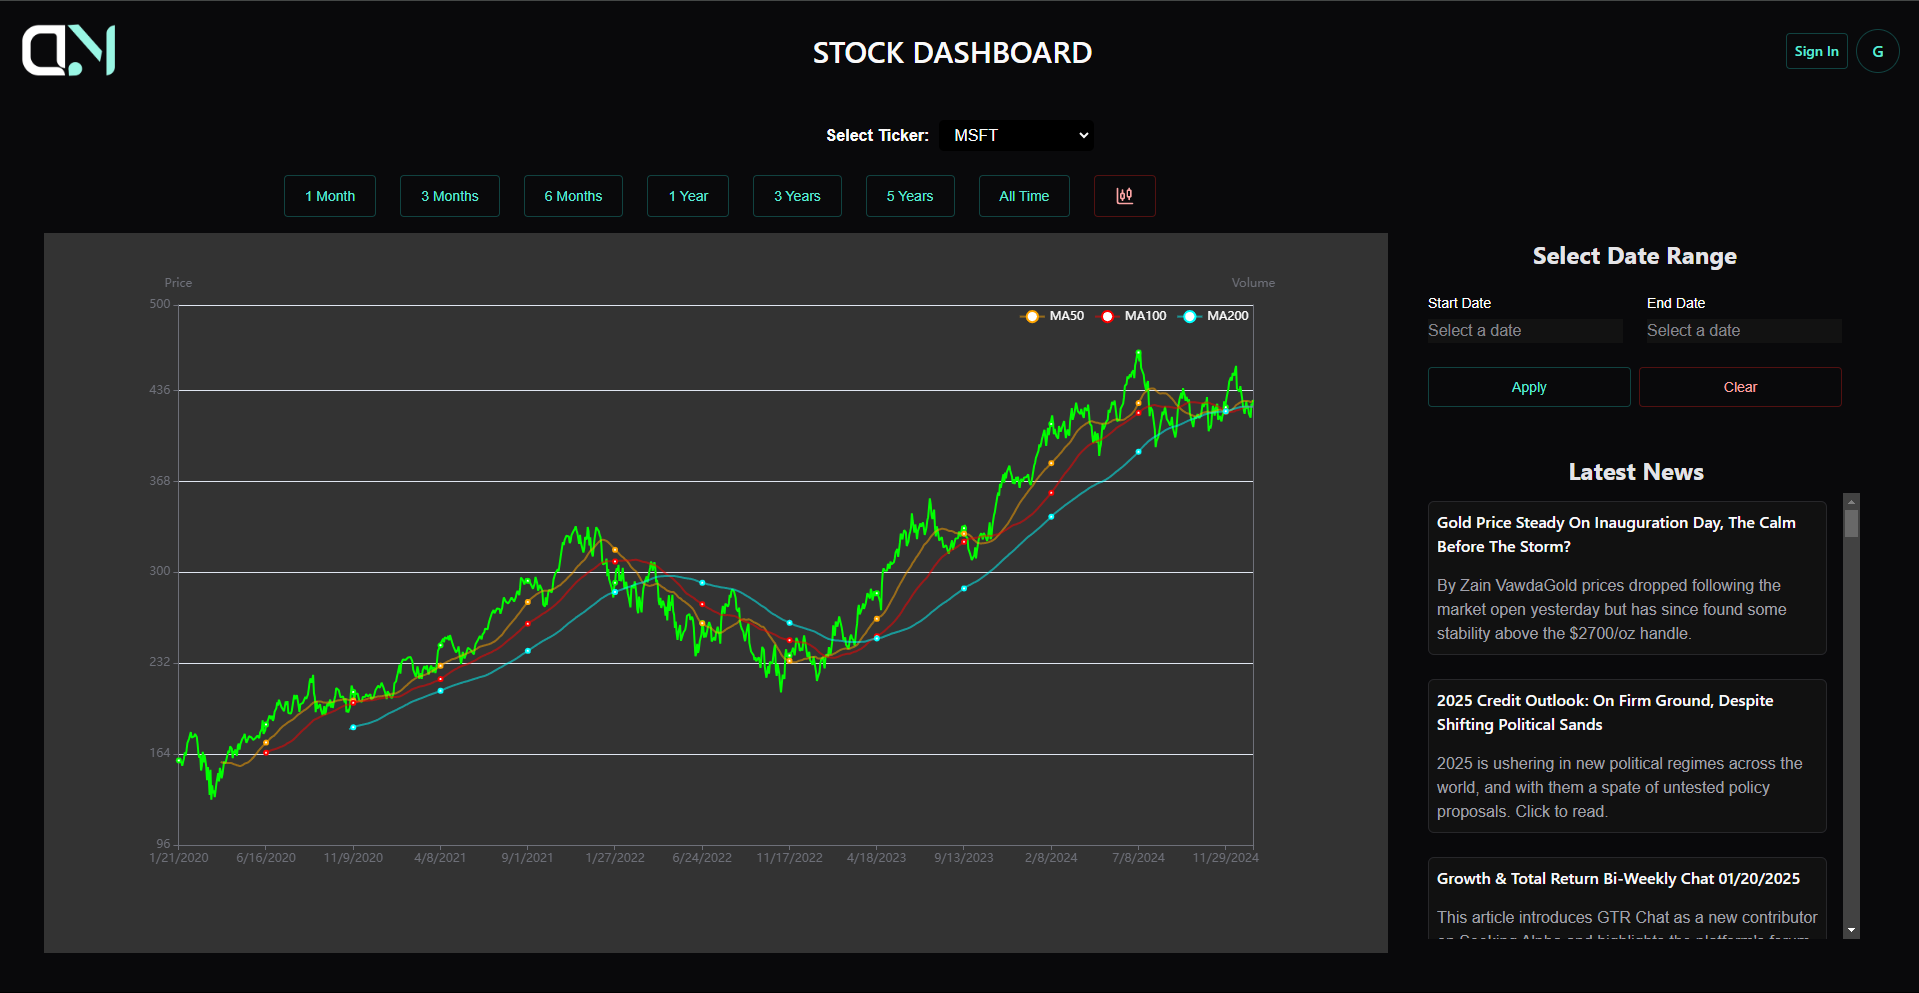 STOCK DASHBOARD
Sign In
G
Select Ticker: MSFT
1 Month
3 Months
6 Months
1 Year
3 Years
5 Years
All Time
Price
Volume
MA50
MA100
MA200
500
436
368
300
232
164
96
1/21/2020
6/16/2020
11/9/2020
4/8/2021
9/1/2021
1/27/2022
6/24/2022
11/17/2022
4/18/2023
9/13/2023
2/8/2024
7/8/2024
11/29/2024
Select Date Range
Start Date
End Date
Select a date
Select a date
Apply
Clear
Latest News
Gold Price Steady On Inauguration Day, The Calm
Before The Storm?
By Zain VawdaGold prices dropped following the
market open yesterday but has since found some
stability above the $2700/oz handle.
2025 Credit Outlook: On Firm Ground, Despite
Shifting Political Sands
2025 is ushering in new political regimes across the
world, and with them a spate of untested policy
proposals. Click to read.
Growth & Total Return Bi-Weekly Chat 01/20/2025
This article introduces GTR Chat as a new contributor
on Seeking Alpha and highlights the platform's forum